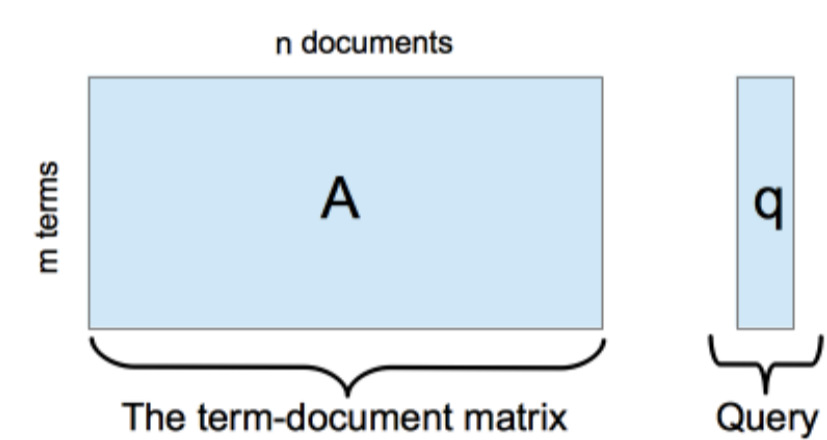 n documents
m terms
A
q
The term-document matrix
Query